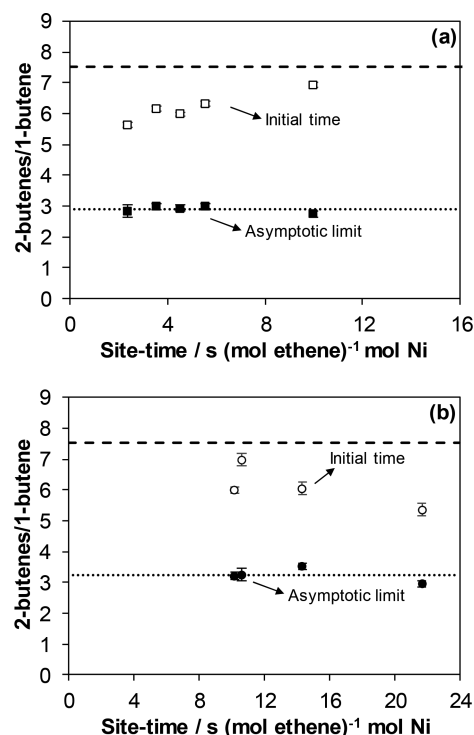 (a)
9
8
7
6
5
4
3
2
1
0
2-butenes/1-butene
Initial time
Asymptotic limit
0 4 8 12 16
Site-time / s (mol ethene)⁻¹ mol Ni
(b)
9
8
7
6
5
4
3
2
1
0
2-butenes/1-butene
Initial time
Asymptotic limit
0 4 8 12 16 20 24
Site-time / s (mol ethene)⁻¹ mol Ni